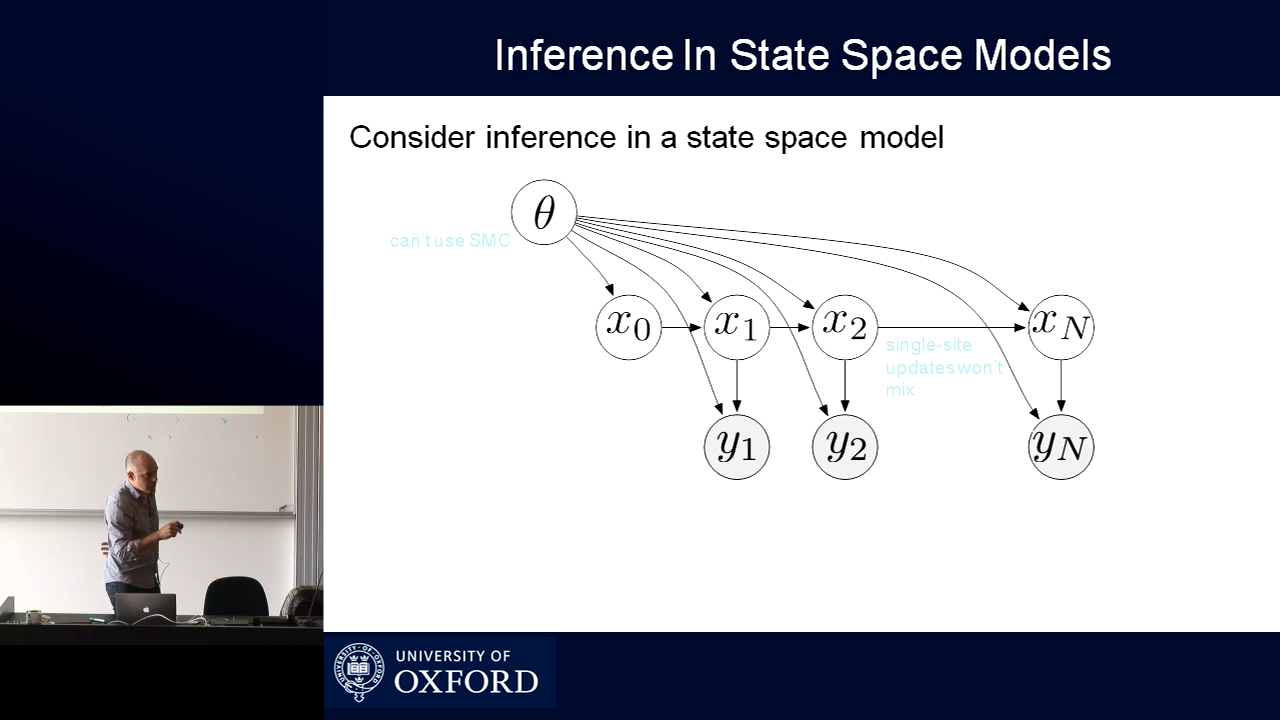 Inference In State Space Models
Consider inference in a state space model
θ
can't use SMC
x0
x1
x2
xN
single-site
updates won't
mix
y1
y2
yN
UNIVERSITY OF
OXFORD